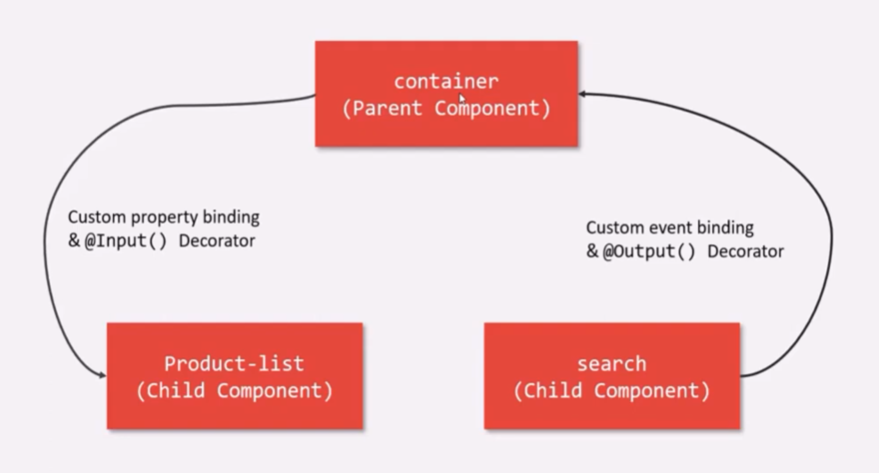 container
(Parent Component)
Custom property binding
& @Input() Decorator
Custom event binding
& @Output() Decorator
Product-list
(Child Component)
search
(Child Component)